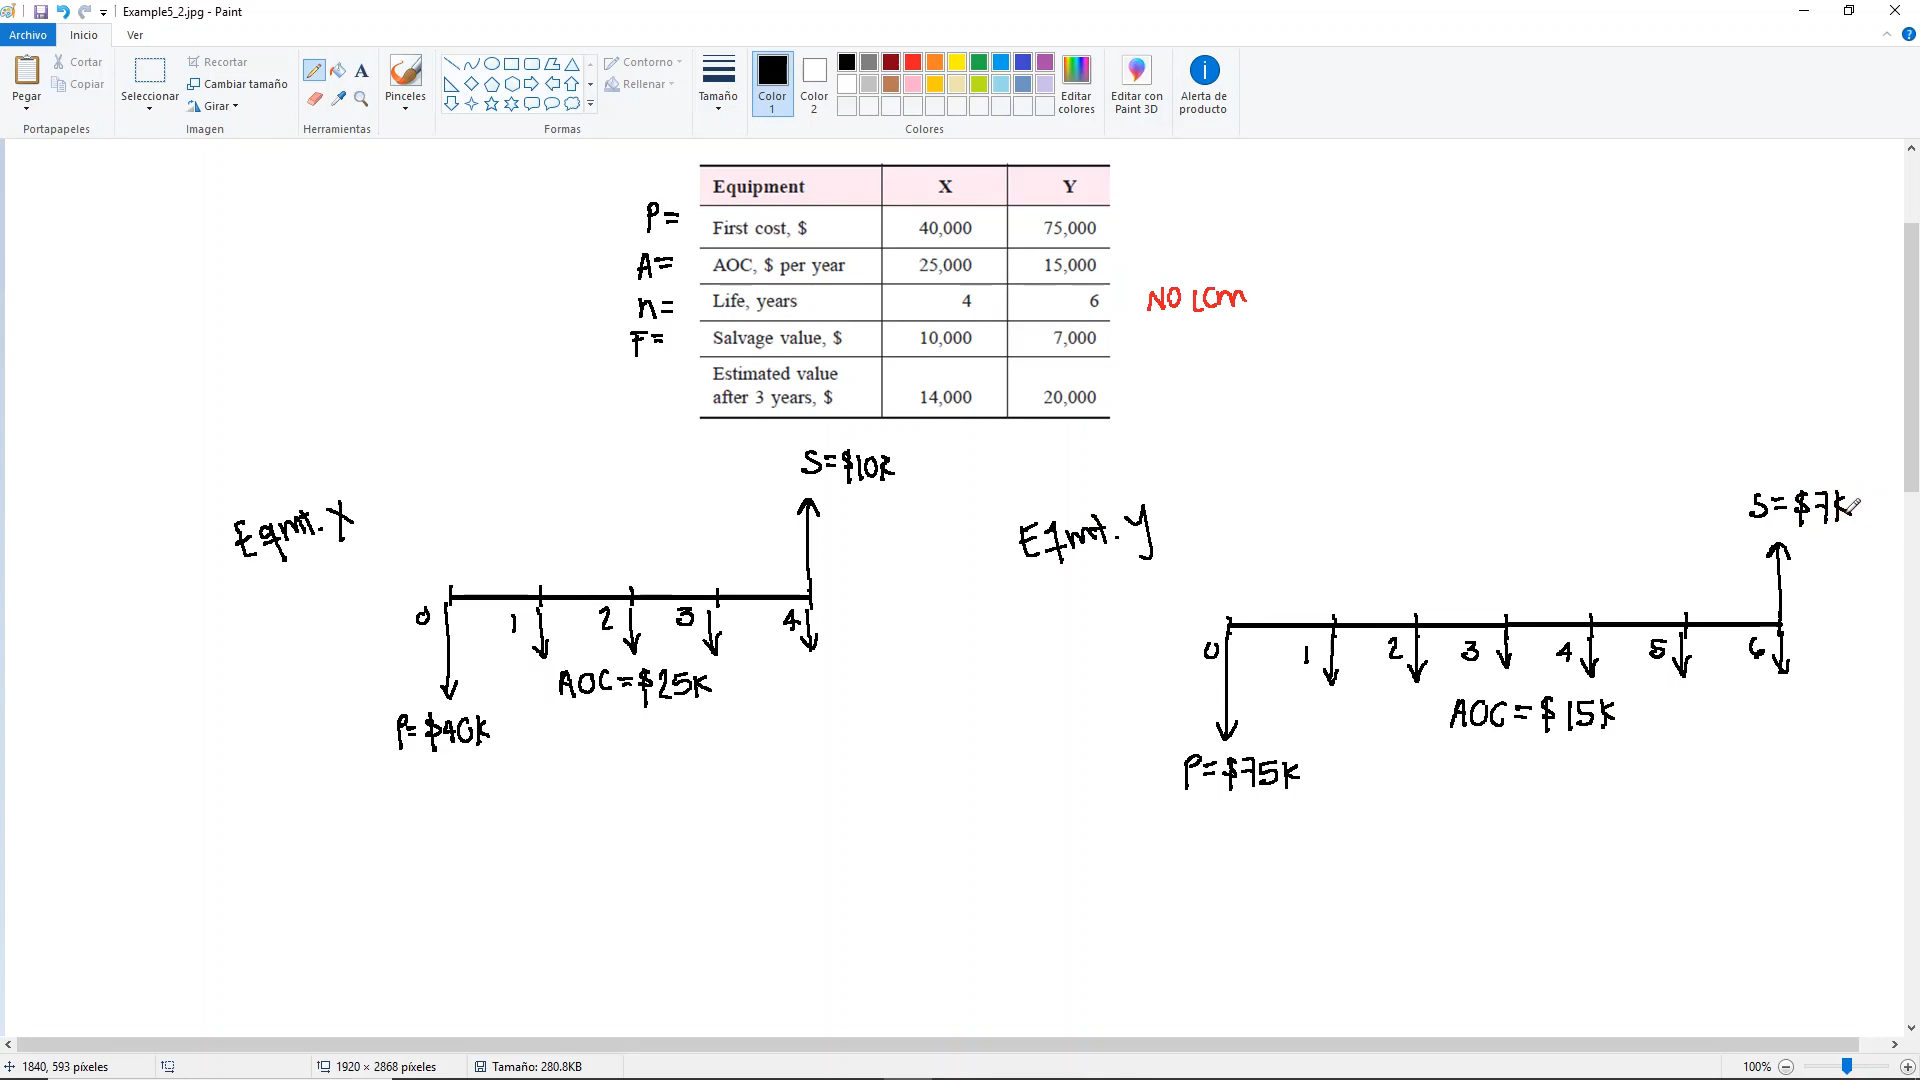 Example5_2.jpg - Paint
Archivo Inicio Ver
Pegar
Cortar
Copiar
Portapapeles
Seleccionar
Recortar
Cambiar tamaño
Girar
Imagen
A
Herramientas
Pinceles
Contorno
Rellenar
Formas
Tamaño
Color 1
Color 2
Editar colores
Colores
Editar con Paint 3D
Alerta de producto
Equipment X Y
P= First cost, $ 40,000 75,000
A= AOC, $ per year 25,000 15,000
n= Life, years 4 6 NO LCM
F= Salvage value, $ 10,000 7,000
Estimated value
after 3 years, $ 14,000 20,000
S=$10K
Eqmt. X
0 1 2 3 4
AOC=$25K
P=$40K
S=$7K
Eqmt. Y
0 1 2 3 4 5 6
AOC=$15K
P=$75K
1840, 593 píxeles 1920 × 2868 píxeles Tamaño: 280.8KB 100%